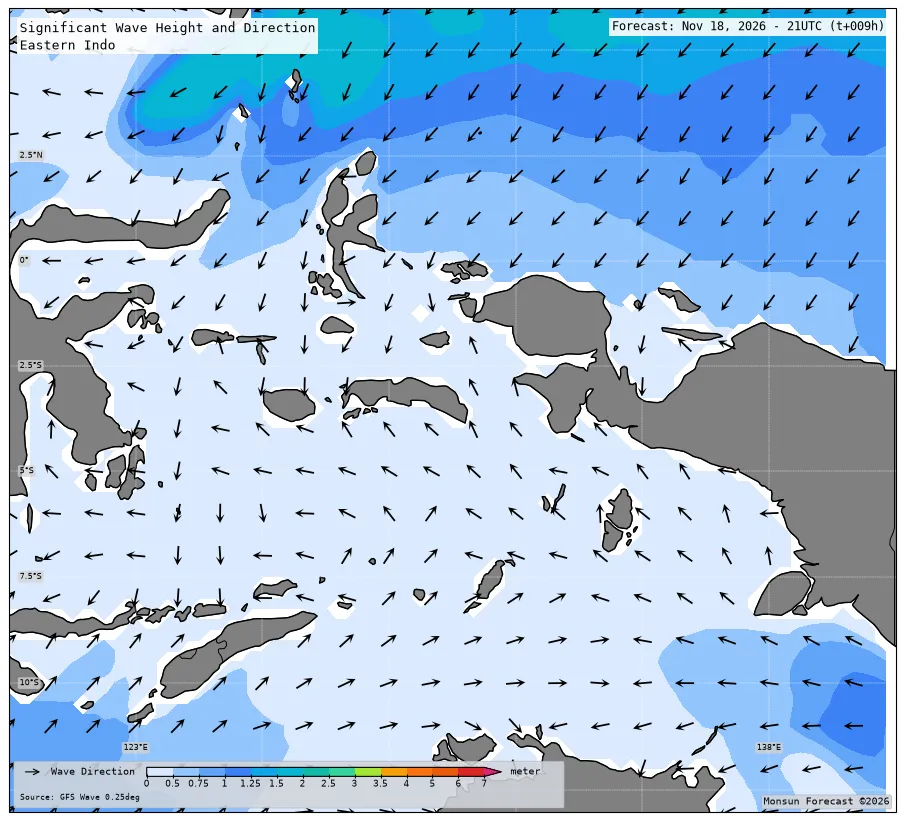 Significant Wave Height and Direction
Eastern Indo
Forecast: Nov 18, 2026 - 21UTC (t+009h)
2.5°N
0°
2.5°S
5°S
7.5°S
10°S
123°E
138°E
Wave Direction
meter
0 0.5 0.75 1 1.25 1.5 2 2.5 3 3.5 4 5 6 7
Source: GFS Wave 0.25deg
Monsun Forecast ©2026